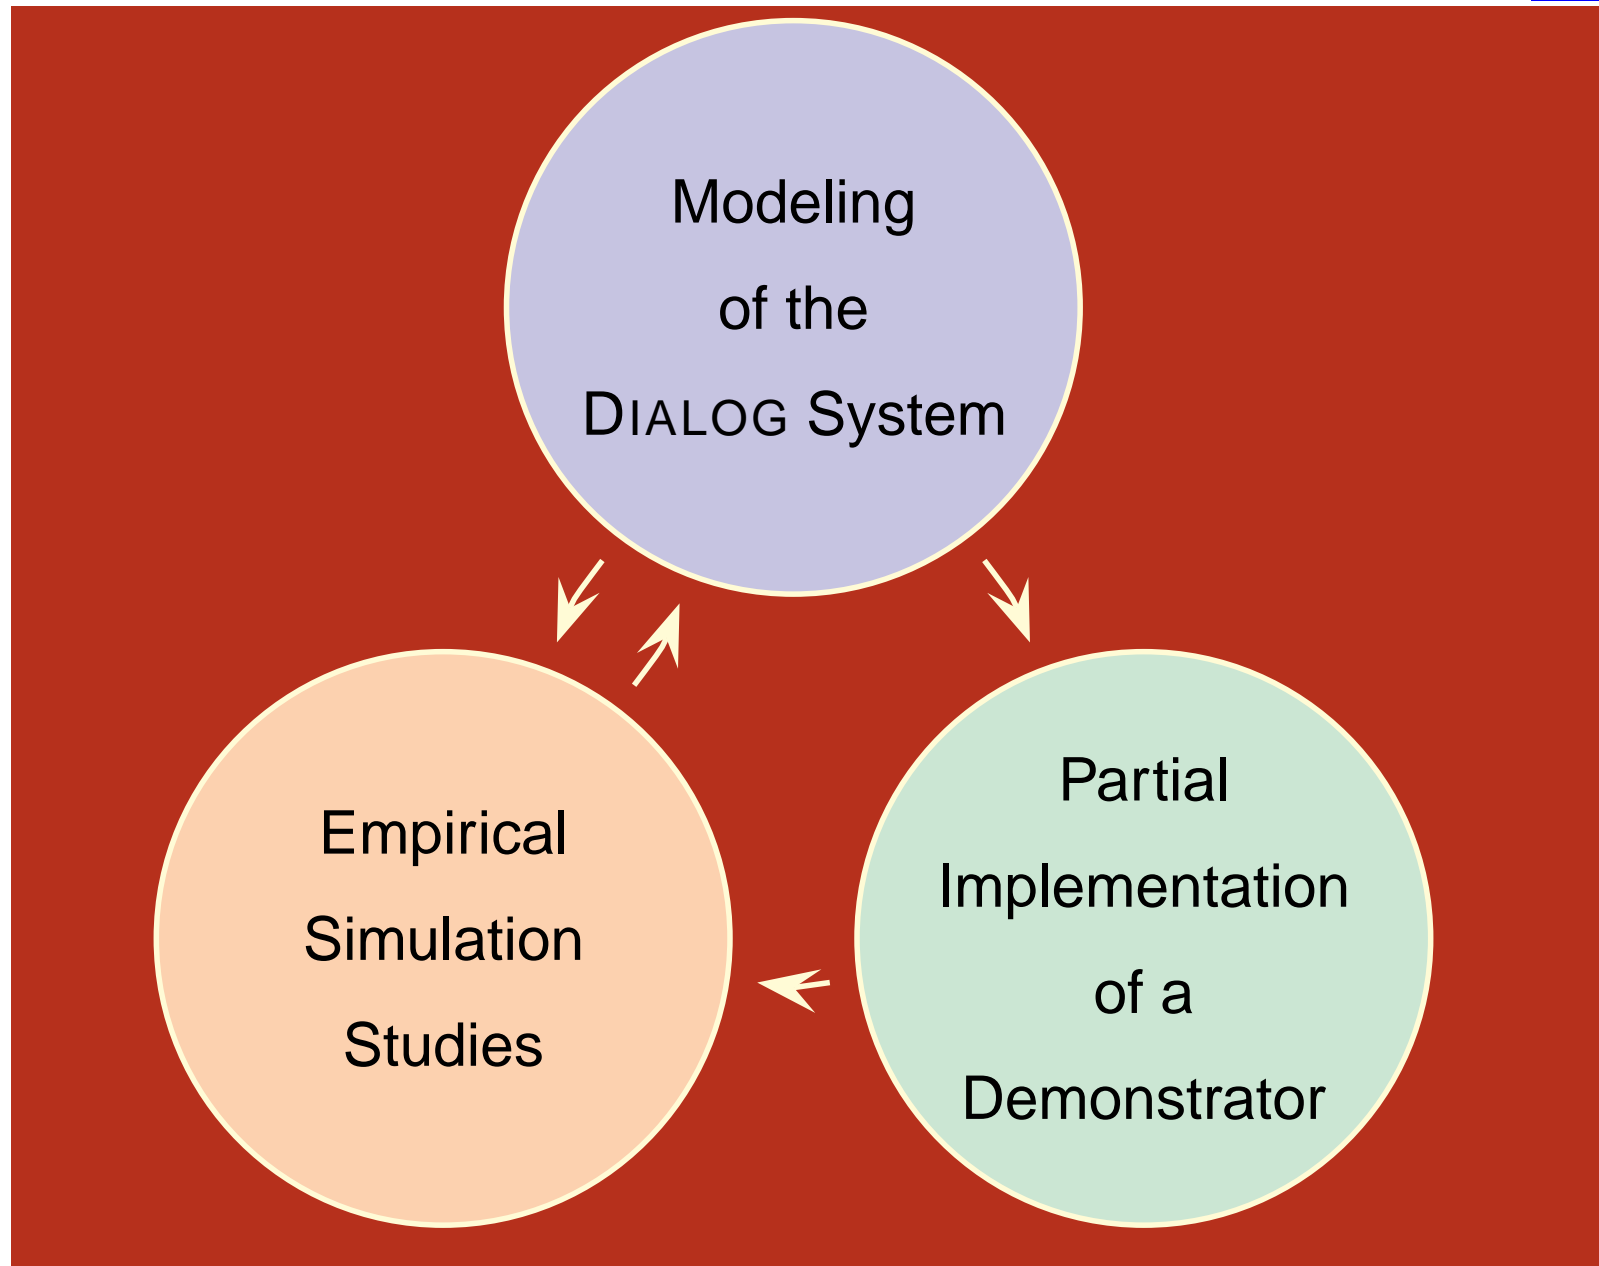 Modeling
of the
DIALOG System
Empirical
Simulation
Studies
Partial
Implementation
of a
Demonstrator